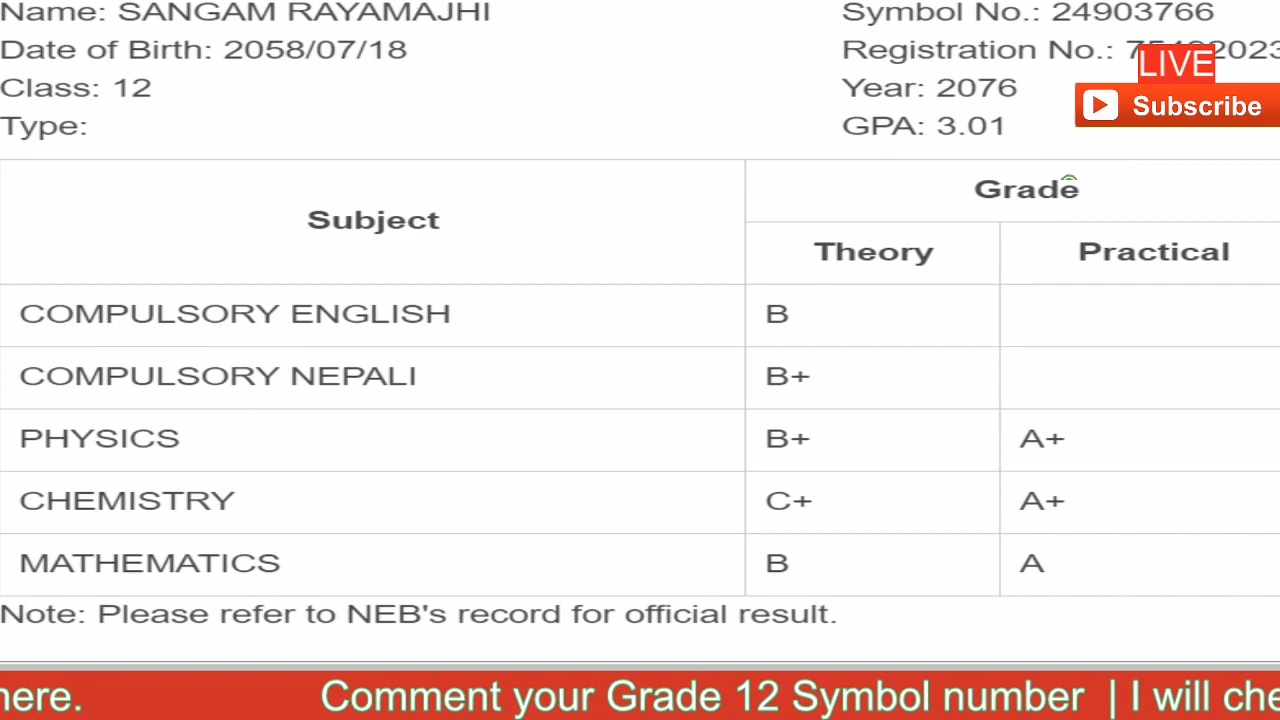 Name: SANGAM RAYAMAJHI
Symbol No.: 24903766
Date of Birth: 2058/07/18
Registration No.:
LIVE
Class: 12
Year: 2076
Subscribe
Type:
GPA: 3.01
Subject
Grade
Theory
Practical
COMPULSORY ENGLISH B
COMPULSORY NEPALI B+
PHYSICS B+ A+
CHEMISTRY C+ A+
MATHEMATICS B A
Note: Please refer to NEB's record for official result.
here. Comment your Grade 12 Symbol number | I will che